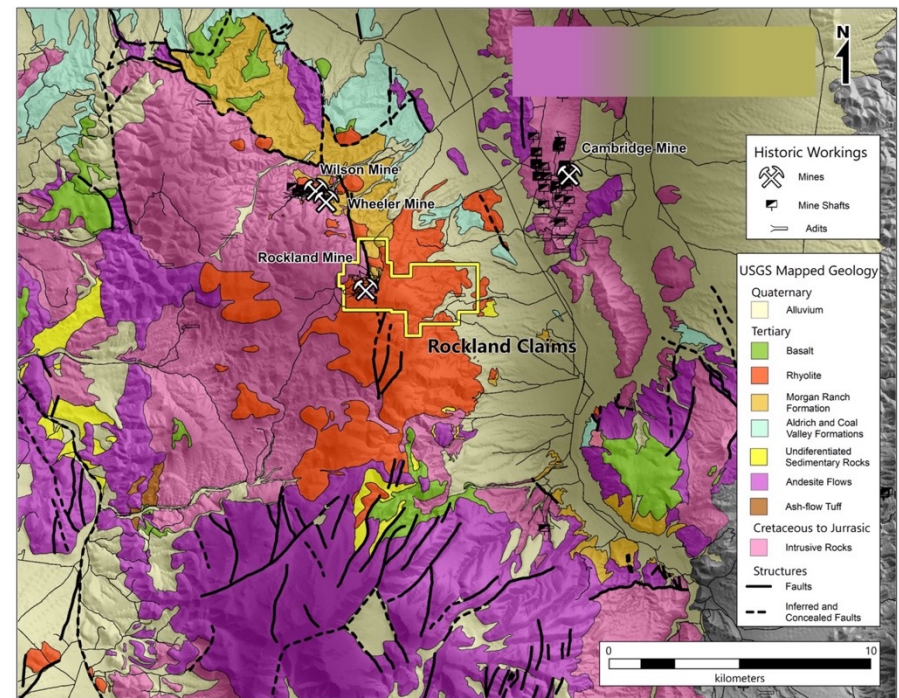 N
Wilson Mine
Cambridge Mine
Wheeler Mine
Rockland Mine
Rockland Claims
Historic Workings
Mines
Mine Shafts
Adits
USGS Mapped Geology
Quaternary
Alluvium
Tertiary
Basalt
Rhyolite
Morgan Ranch
Formation
Aldrich and Coal
Valley Formations
Undiferentiated
Sedimentary Rocks
Andesite Flows
Ash-flow Tuff
Cretaceous to Jurrasic
Intrusive Rocks
Structures
Faults
Inferred and
Concealed Faults
0 10
kilometers